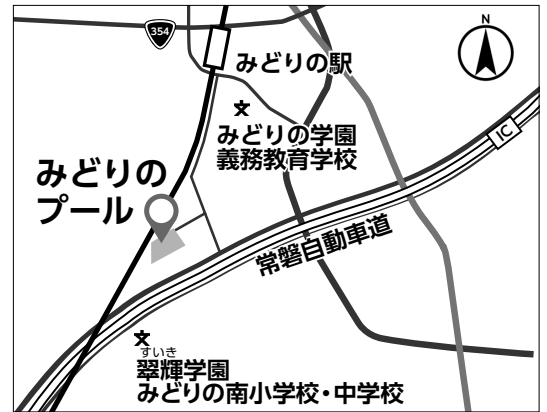 354
N
みどりの駅
みどりの学園
義務教育学校
IC
みどりの
プール
常磐自動車道
すいき
翠輝学園
みどりの南小学校・中学校